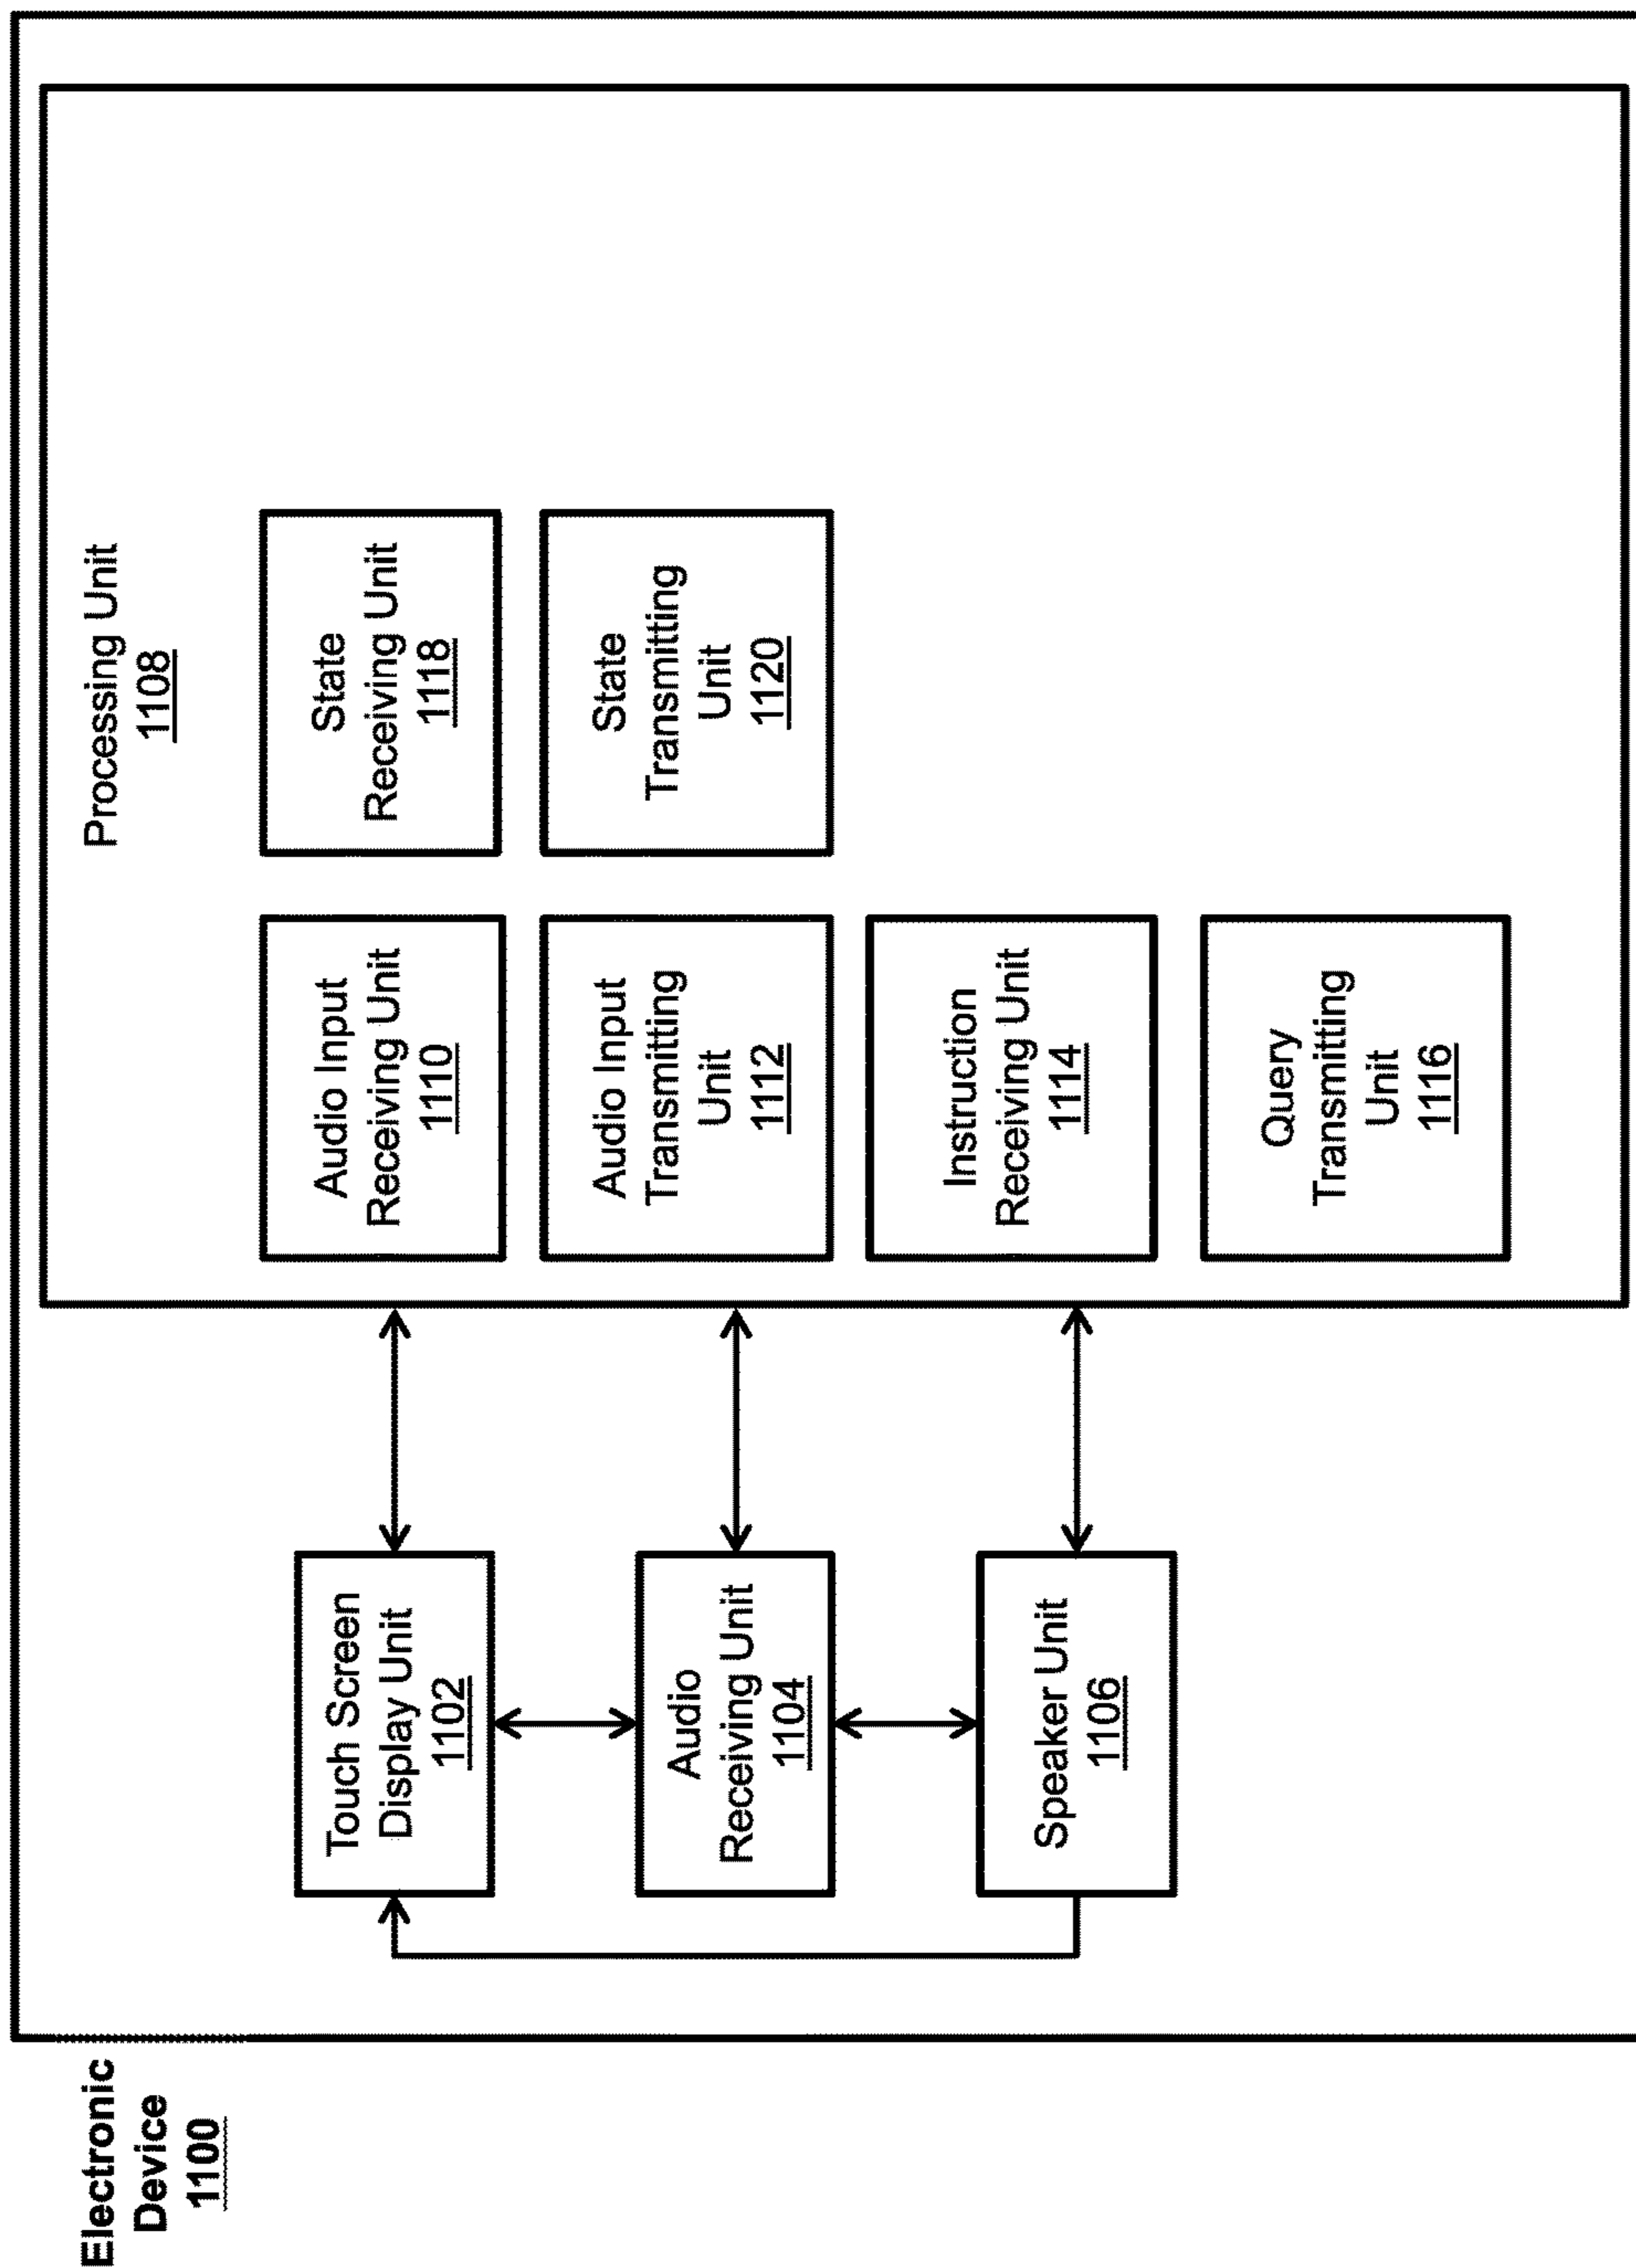 Electronic
Device
1100
Touch Screen
Display Unit
1102
Audio
Receiving Unit
1104
Speaker Unit
1106
Processing Unit
1108
Audio Input
Receiving Unit
1110
Audio Input
Transmitting
Unit
1112
Instruction
Receiving Unit
1114
Query
Transmitting
Unit
1116
State
Receiving Unit
1118
State
Transmitting
Unit
1120